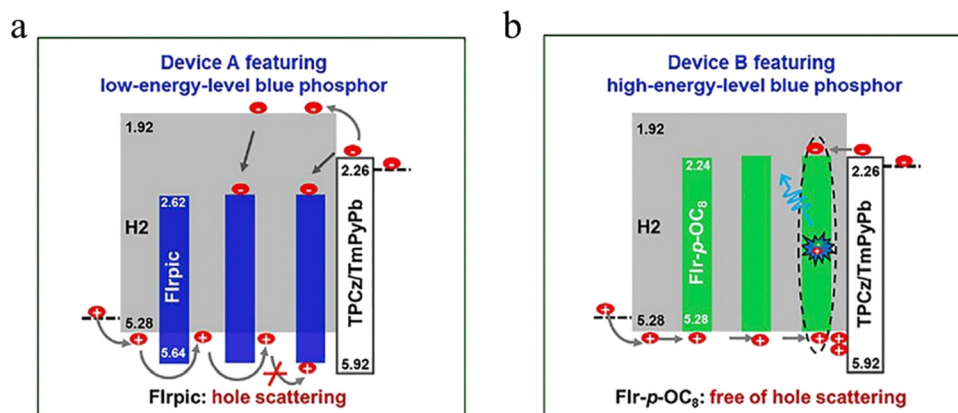 a
Device A featuring
low-energy-level blue phosphor
1.92
2.26
2.62
H2
FIrpic
TPCz/TmPyPb
5.28
5.64
5.92
FIrpic: hole scattering
b
Device B featuring
high-energy-level blue phosphor
1.92
2.24
2.26
H2
FIr-p-OC₈
TPCz/TmPyPb
5.28
5.28
5.92
FIr-p-OC₈: free of hole scattering